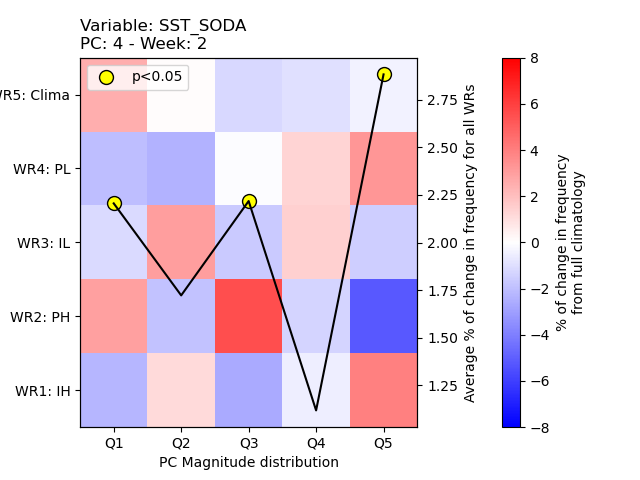 Variable: SST_SODA
PC: 4 - Week: 2
p<0.05
WR5: Clima
WR4: PL
WR3: IL
WR2: PH
WR1: IH
Q1 Q2 Q3 Q4 Q5
PC Magnitude distribution
2.75
2.50
2.25
2.00
1.75
1.50
1.25
Average % of change in frequency for all WRs
8
6
4
2
0
−2
−4
−6
−8
% of change in frequency
from full climatology